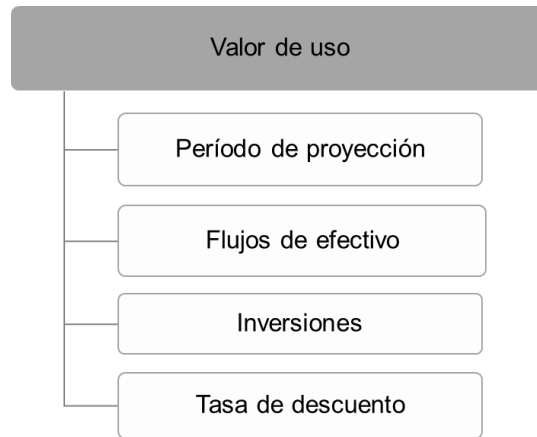 Valor de uso
Período de proyección
Flujos de efectivo
Inversiones
Tasa de descuento